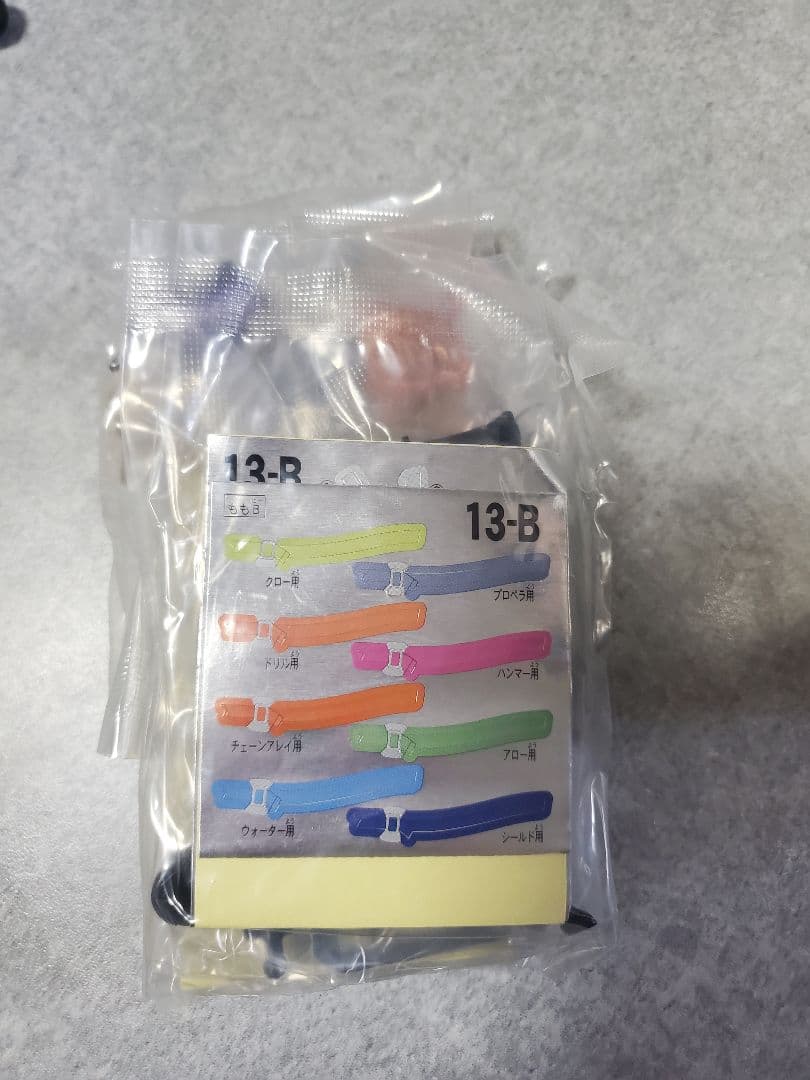 13-B
13-B
ももB
クロー用
プロペラ用
ドリル用
ハンマー用
チェーンアレイ用
アロー用
ウォーター用
シールド用